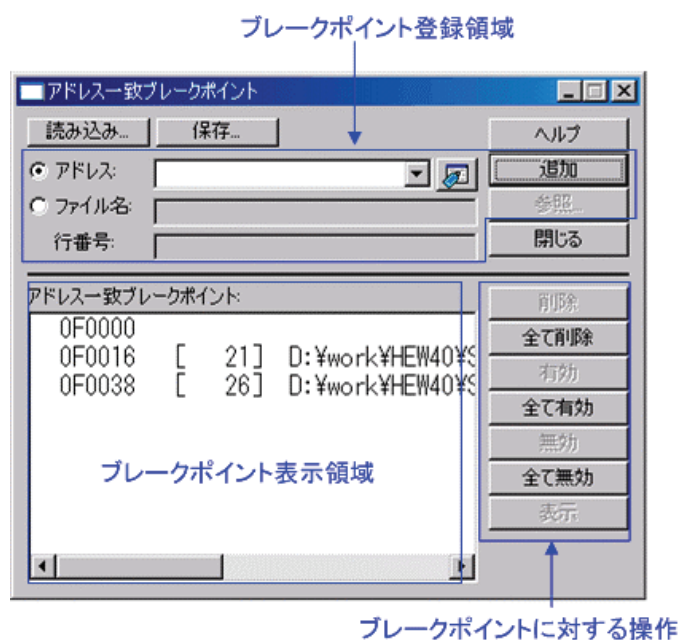 ブレークポイント登録領域
アドレス一致ブレークポイント
読み込み... 保存... ヘルプ
アドレス: 追加
ファイル名: 参照...
行番号: 閉じる
アドレス一致ブレークポイント:
削除
0F0000
全て削除
0F0016 [ 21] D:¥work¥HEW40¥S
有効
0F0038 [ 26] D:¥work¥HEW40¥S
全て有効
無効
ブレークポイント表示領域
全て無効
表示
ブレークポイントに対する操作